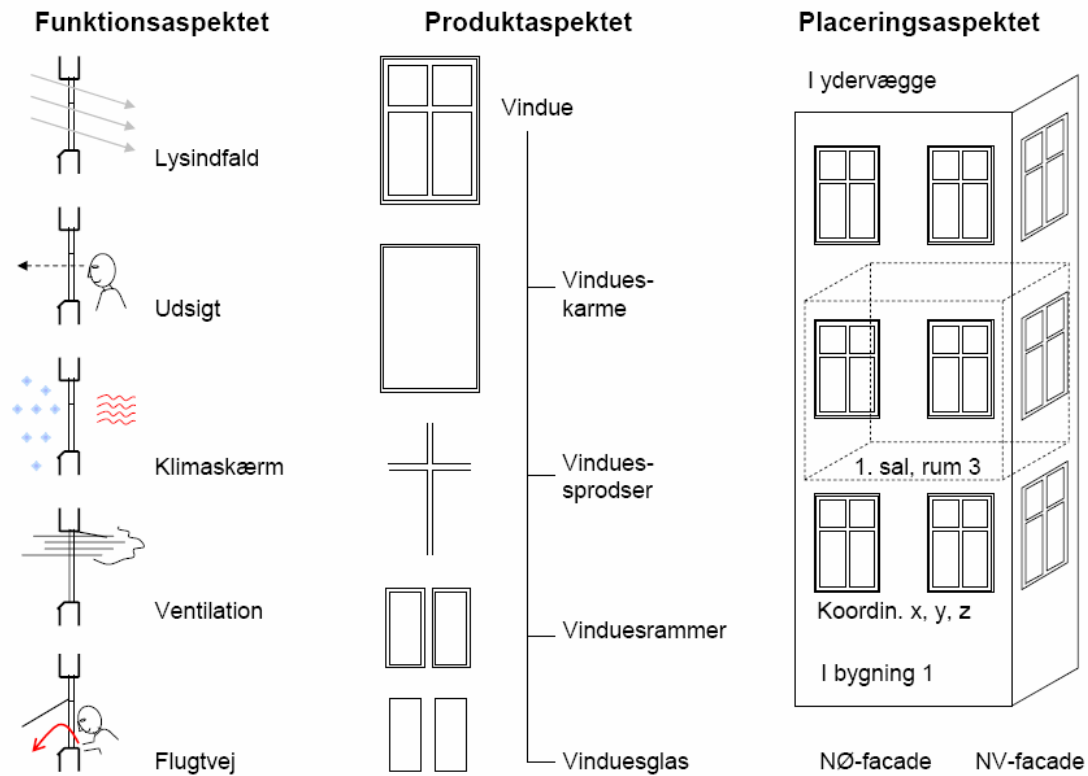 Funktionsaspektet
Lysindfald
Udsigt
Klimaskærm
Ventilation
Flugtvej
Produktaspektet
Vindue
Vindues-
karme
Vindues-
sprodser
Vinduesrammer
Vinduesglas
Placeringsaspektet
I ydervægge
1. sal, rum 3
Koordin. x, y, z
I bygning 1
NØ-facade
NV-facade